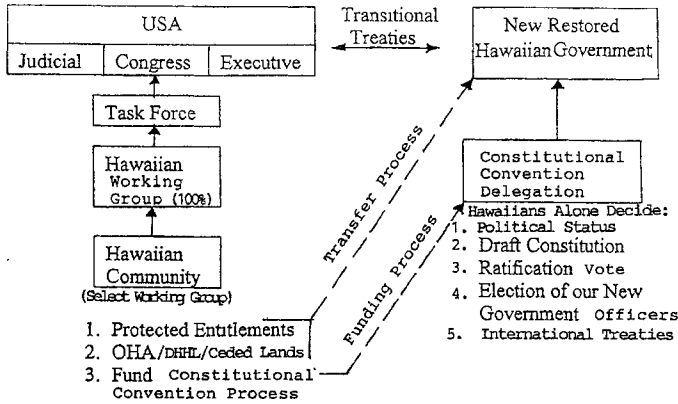 USA
Judicial
Congress
Executive
Task Force
Hawaiian
Working
Group (100%)
Hawaiian
Community
(Select Working Group)
1. Protected Entitlements
2. OHA/DHHL/Ceded Lands
3. Fund Constitutional
Convention Process
Transitional
Treaties
Transfer Process
Funding Process
New Restored
Hawaiian Government
Constitutional
Convention
Delegation
Hawaiians Alone Decide:
1. Political Status
2. Draft Constitution
3. Ratification Vote
4. Election of our New
Government Officers
5. International Treaties